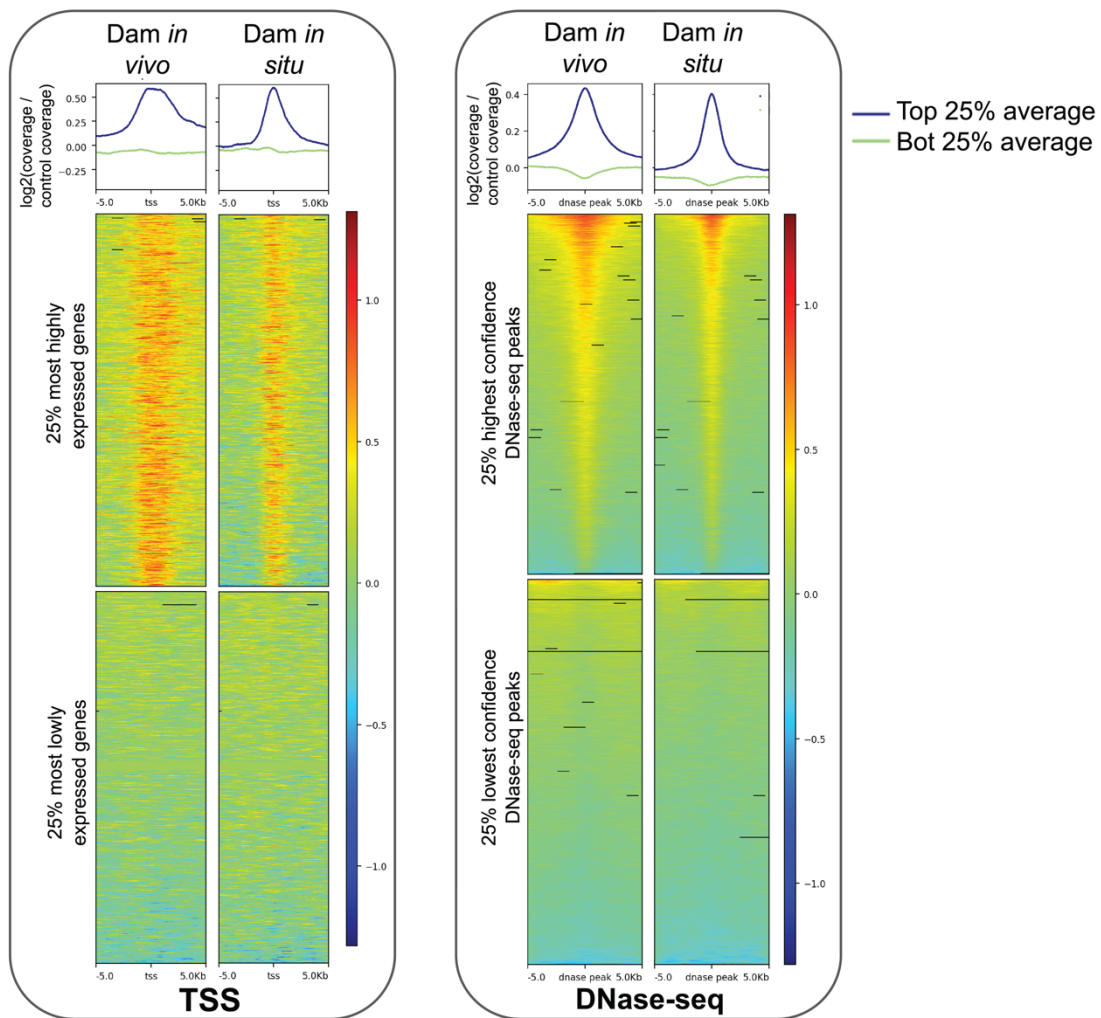 Dam in
vivo
Dam in
situ
log2(coverage /
control coverage)
0.50
0.25
0.00
−0.25
-5.0 tss 5.0Kb
-5.0 tss 5.0Kb
25% most highly
expressed genes
25% most lowly
expressed genes
1.0
0.5
0.0
−0.5
−1.0
-5.0 tss 5.0Kb
-5.0 tss 5.0Kb
TSS
Dam in
vivo
Dam in
situ
log2(coverage /
control coverage)
0.4
0.2
0.0
-5.0 dnase peak 5.0Kb
-5.0 dnase peak 5.0Kb
25% highest confidence
DNase-seq peaks
25% lowest confidence
DNase-seq peaks
1.0
0.5
0.0
−0.5
−1.0
-5.0 dnase peak 5.0Kb
-5.0 dnase peak 5.0Kb
DNase-seq
Top 25% average
Bot 25% average